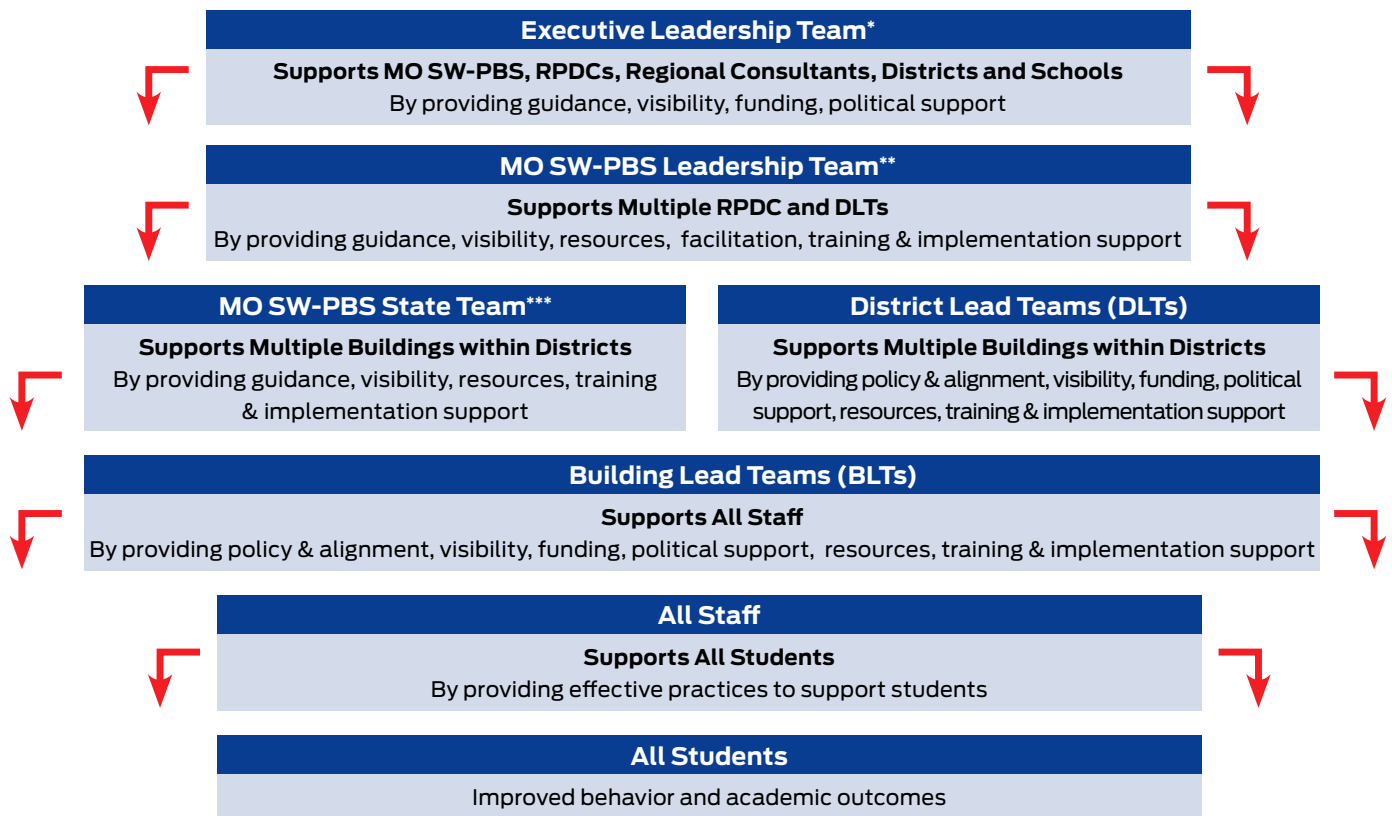 Executive Leadership Team*
Supports MO SW-PBS, RPDCs, Regional Consultants, Districts and Schools
By providing guidance, visibility, funding, political support
MO SW-PBS Leadership Team**
Supports Multiple RPDC and DLTs
By providing guidance, visibility, resources, facilitation, training & implementation support
MO SW-PBS State Team***
Supports Multiple Buildings within Districts
By providing guidance, visibility, resources, training
& implementation support
District Lead Teams (DLTs)
Supports Multiple Buildings within Districts
By providing policy & alignment, visibility, funding, political
support, resources, training & implementation support
Building Lead Teams (BLTs)
Supports All Staff
By providing policy & alignment, visibility, funding, political support, resources, training & implementation support
All Staff
Supports All Students
By providing effective practices to support students
All Students
Improved behavior and academic outcomes